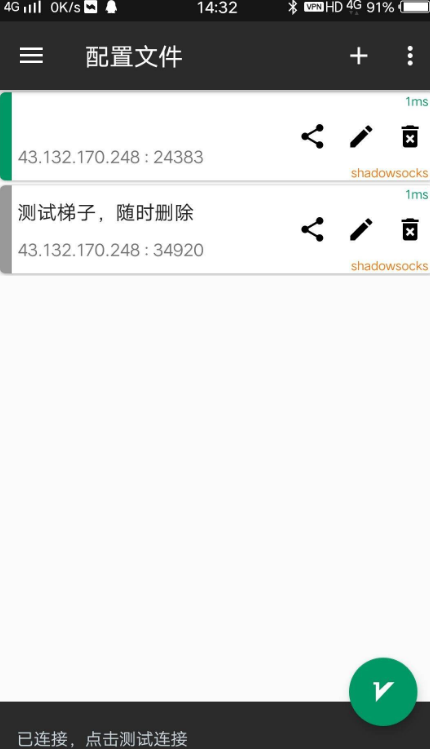 4G 0K/s 14:32 VPN HD 4G 91%
配置文件
1ms
43.132.170.248 : 24383
shadowsocks
1ms
测试梯子，随时删除
43.132.170.248 : 34920
shadowsocks
已连接，点击测试连接